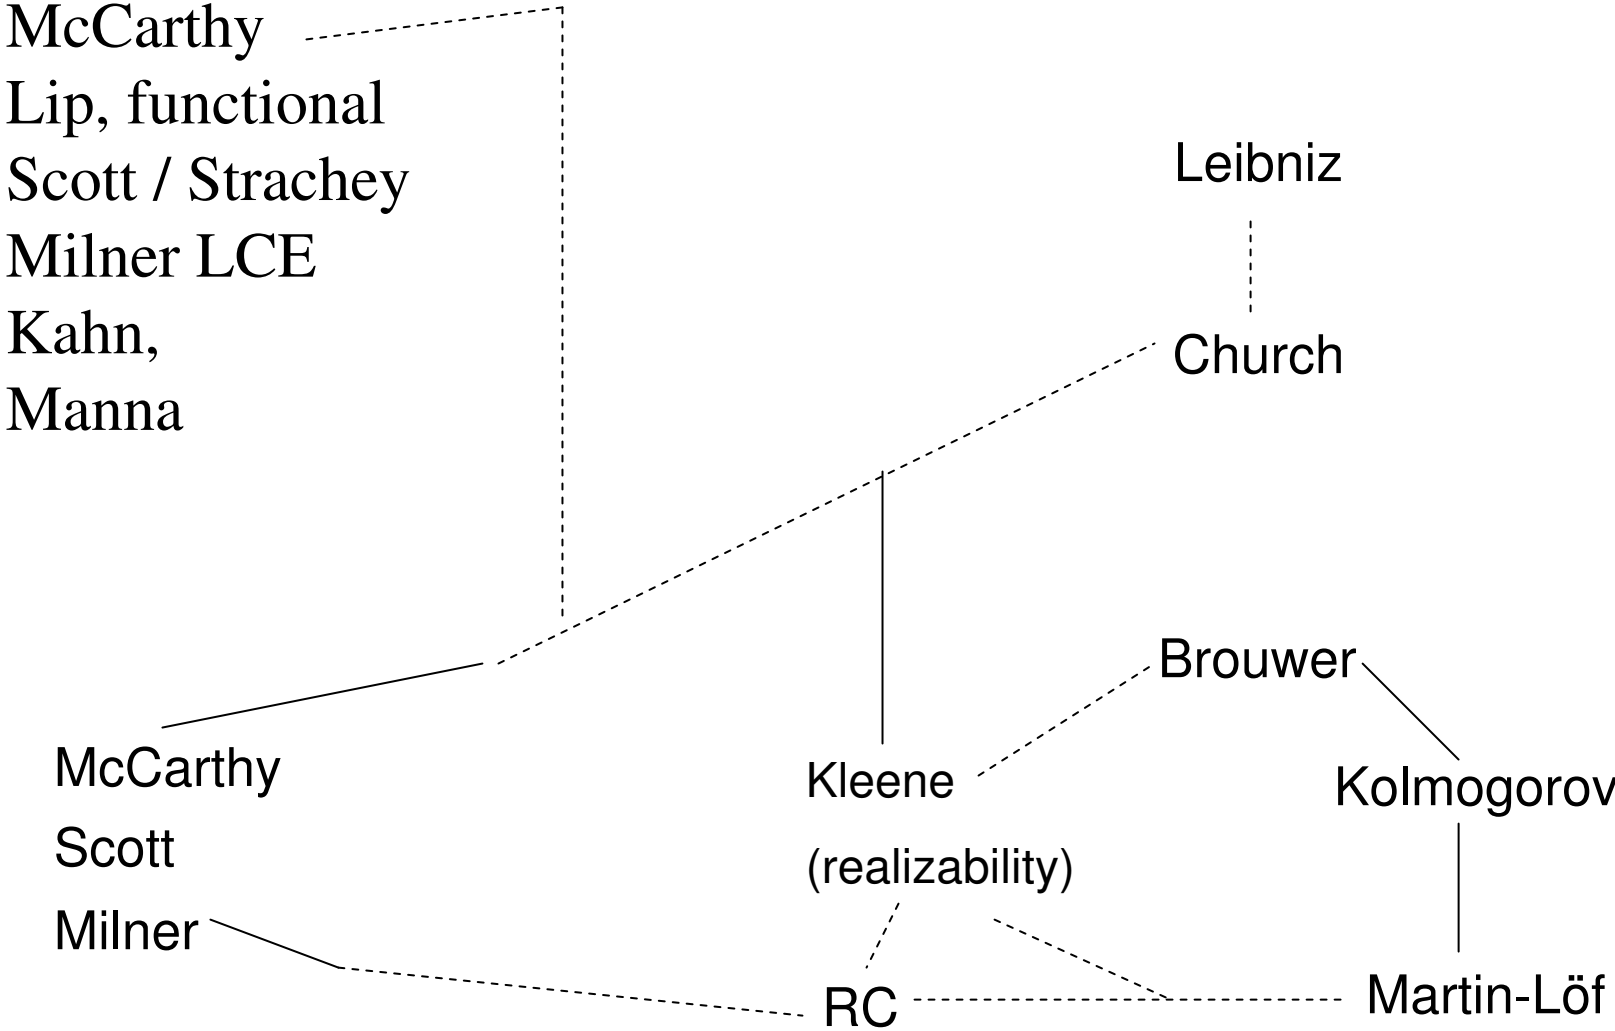 McCarthy
Lip, functional
Scott / Strachey
Milner LCE
Kahn,
Manna
Leibniz
Church
Brouwer
McCarthy
Kleene
Kolmogorov
Scott
(realizability)
Milner
RC
Martin-Löf